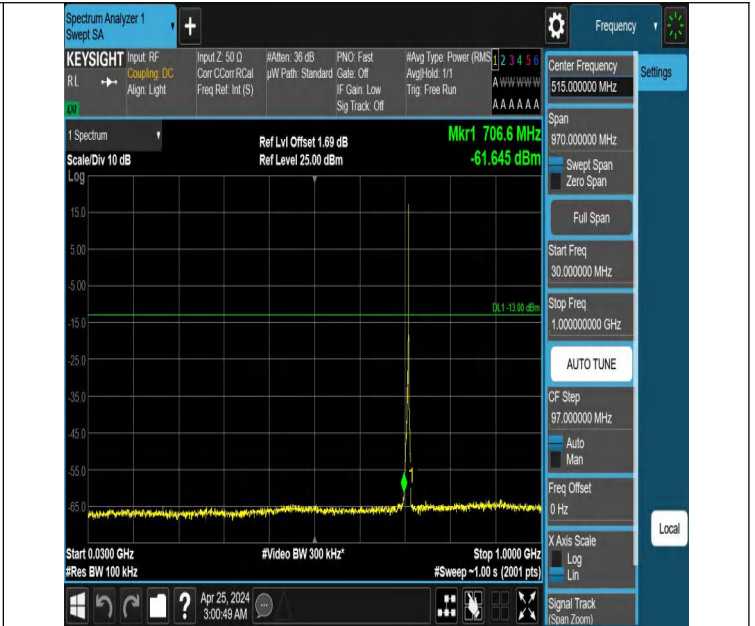 Spectrum Analyzer 1
Swept SA
Frequency
KEYSIGHT
RL
Input: RF
Coupling: DC
Align: Light
Input Z: 50 Ω
Corr CCorr RCal
Freq Ref: Int (S)
#Atten: 36 dB
µW Path: Standard
PNO: Fast
Gate: Off
IF Gain: Low
Sig Track: Off
#Avg Type: Power (RMS
Avg|Hold: 1/1
Trig: Free Run
1 2 3 4 5 6
A W W W W W
A A A A A A
LXI
1 Spectrum
Scale/Div 10 dB
Log
Ref Lvl Offset 1.69 dB
Ref Level 25.00 dBm
Mkr1 706.6 MHz
-61.645 dBm
15.0
5.00
-5.00
DL1 -13.00 dBm
-15.0
-25.0
-35.0
-45.0
-55.0
1
-65.0
Start 0.0300 GHz
#Video BW 300 kHz*
Stop 1.0000 GHz
#Res BW 100 kHz
#Sweep ~1.00 s (2001 pts)
Center Frequency
515.000000 MHz
Settings
Span
970.000000 MHz
Swept Span
Zero Span
Full Span
Start Freq
30.000000 MHz
Stop Freq
1.000000000 GHz
AUTO TUNE
CF Step
97.000000 MHz
Auto
Man
Freq Offset
0 Hz
X Axis Scale
Log
Lin
Local
Signal Track
(Span Zoom)
?
Apr 25, 2024
3:00:49 AM